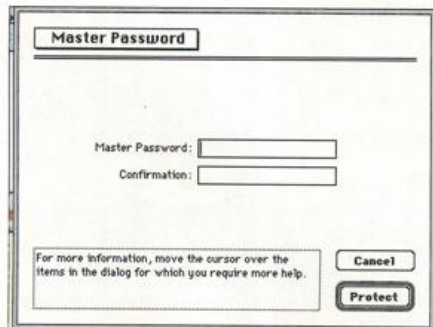 Master Password
Master Password:
Confirmation:
For more information, move the cursor over the
items in the dialog for which you require more help.
Cancel
Protect